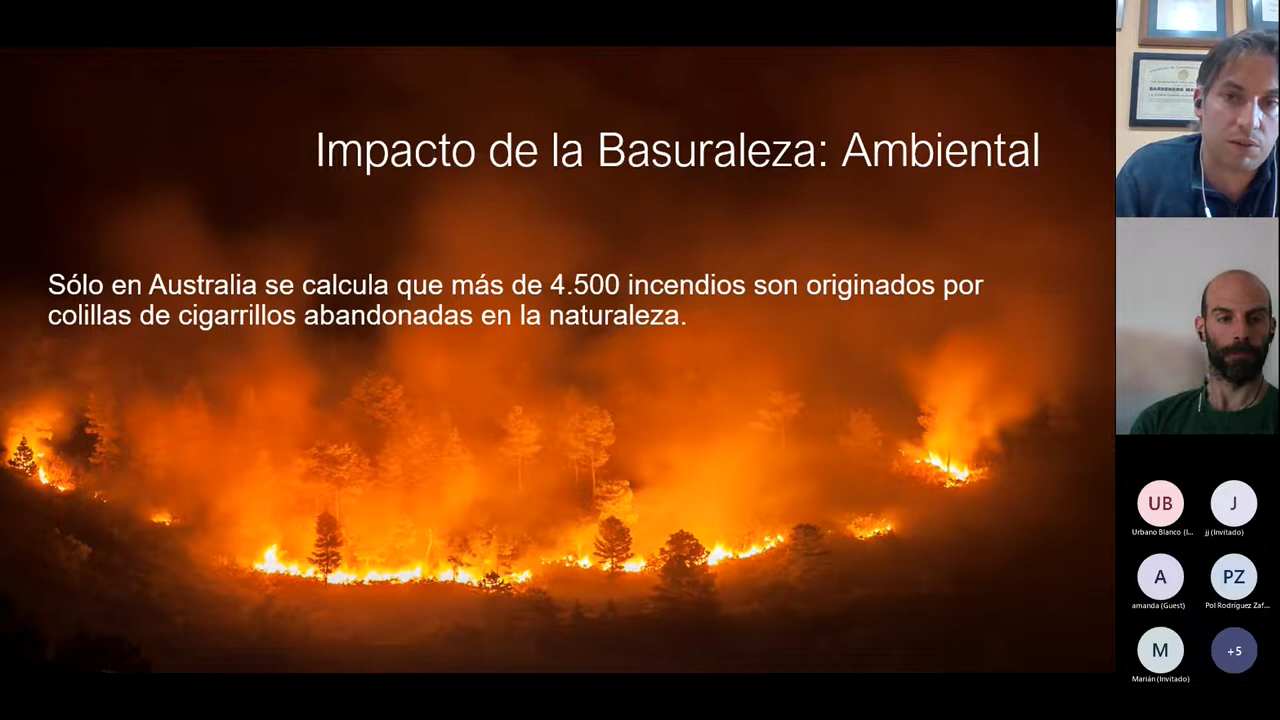 Impacto de la Basuraleza: Ambiental
Sólo en Australia se calcula que más de 4.500 incendios son originados por
colillas de cigarrillos abandonadas en la naturaleza.
UB
Urbano Blanco (I...
J
jj (Invitado)
A
amanda (Guest)
PZ
Pol Rodríguez Zaf...
M
Marián (Invitado)
+5